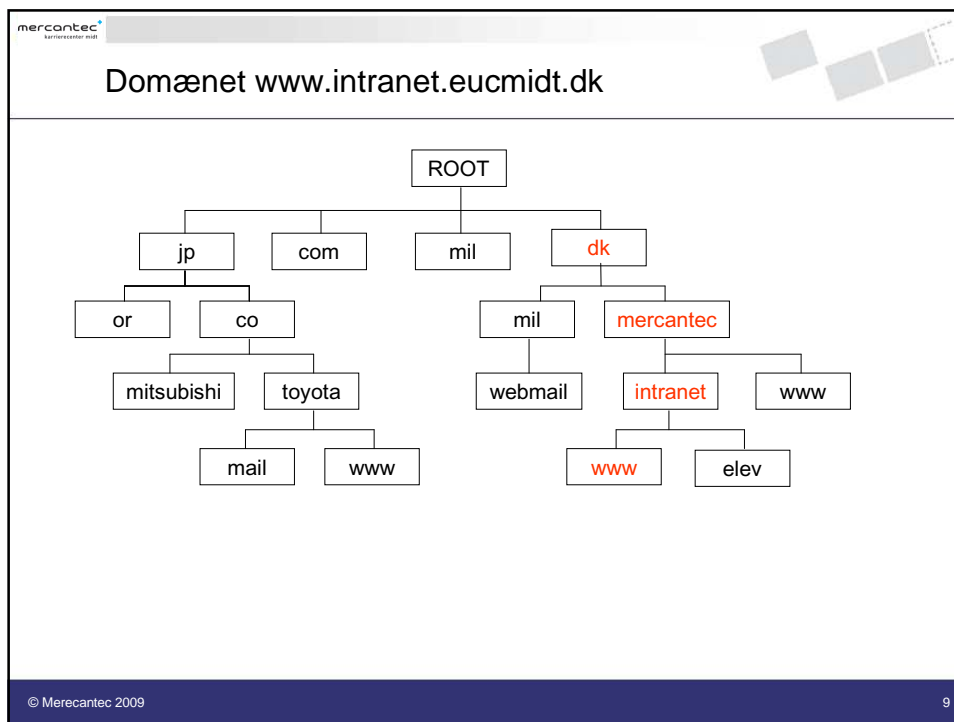 mercantec
karrierecenter midt
Domænet www.intranet.eucmidt.dk
ROOT
jp com mil dk
or co mil mercantec
mitsubishi toyota webmail intranet www
mail www www elev
© Merecantec 2009 9